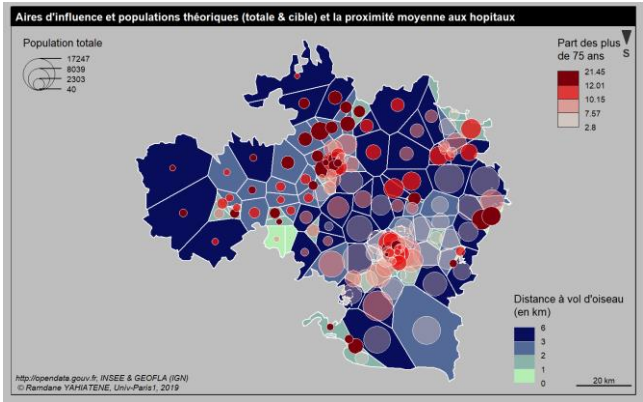 Aires d'influence et populations théoriques (totale & cible) et la proximité moyenne aux hopitaux
Population totale
17247
8039
2303
40
Part des plus
de 75 ans
21.45
12.01
10.15
7.57
2.8
S
Distance à vol d'oiseau
(en km)
6
3
2
1
0
http://opendata.gouv.fr, INSEE & GEOFLA (IGN)
© Ramdane YAHIATENE, Univ-Paris1, 2019
20 km